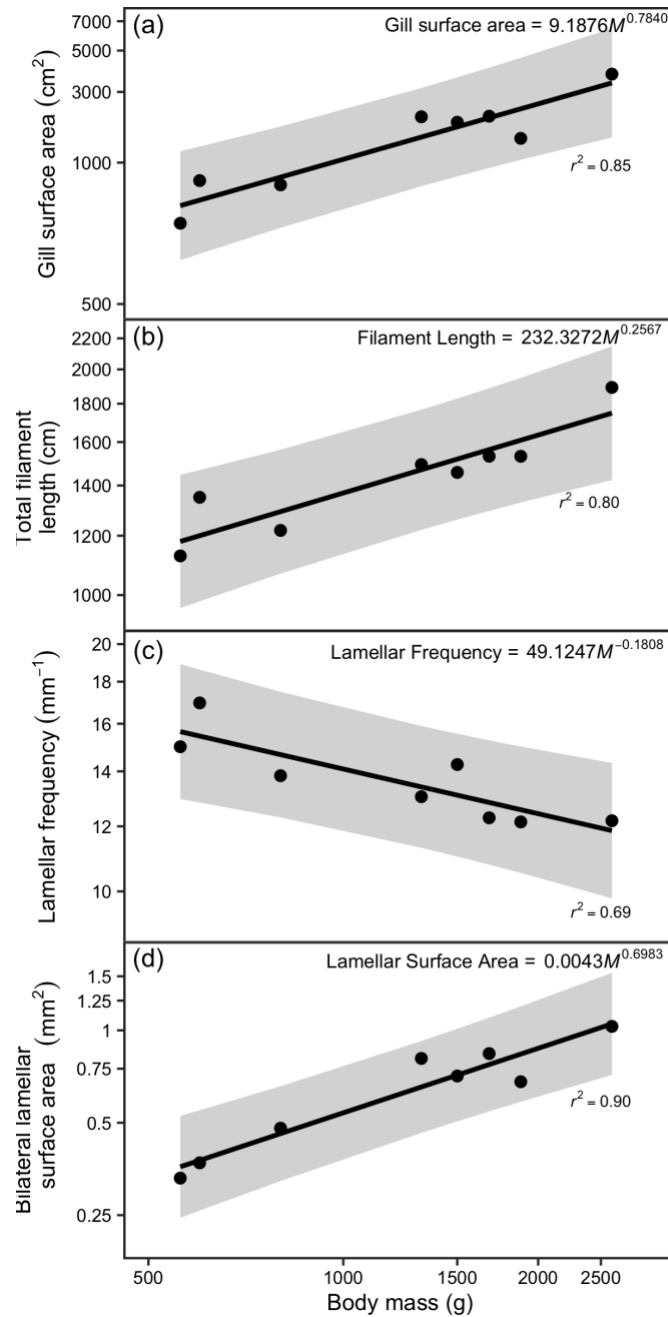 (a) Gill surface area = 9.1876M^0.7840
Gill surface area (cm²)
7000
5000
3000
1000
500
r² = 0.85
(b) Filament Length = 232.3272M^0.2567
Total filament
length (cm)
2200
2000
1800
1600
1400
1200
1000
r² = 0.80
(c) Lamellar Frequency = 49.1247M^−0.1808
Lamellar frequency (mm⁻¹)
20
18
16
14
12
10
r² = 0.69
(d) Lamellar Surface Area = 0.0043M^0.6983
Bilateral lamellar
surface area (mm²)
1.5
1.25
1
0.75
0.5
0.25
r² = 0.90
500 1000 1500 2000 2500
Body mass (g)